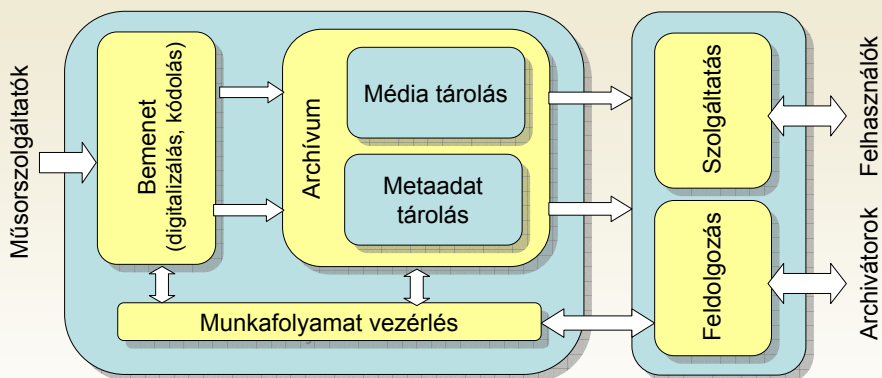 Műsorszolgáltatók
Bemenet
(digitalizálás, kódolás)
Archívum
Média tárolás
Metaadat
tárolás
Munkafolyamat vezérlés
Szolgáltatás
Feldolgozás
Felhasználók
Archivátorok